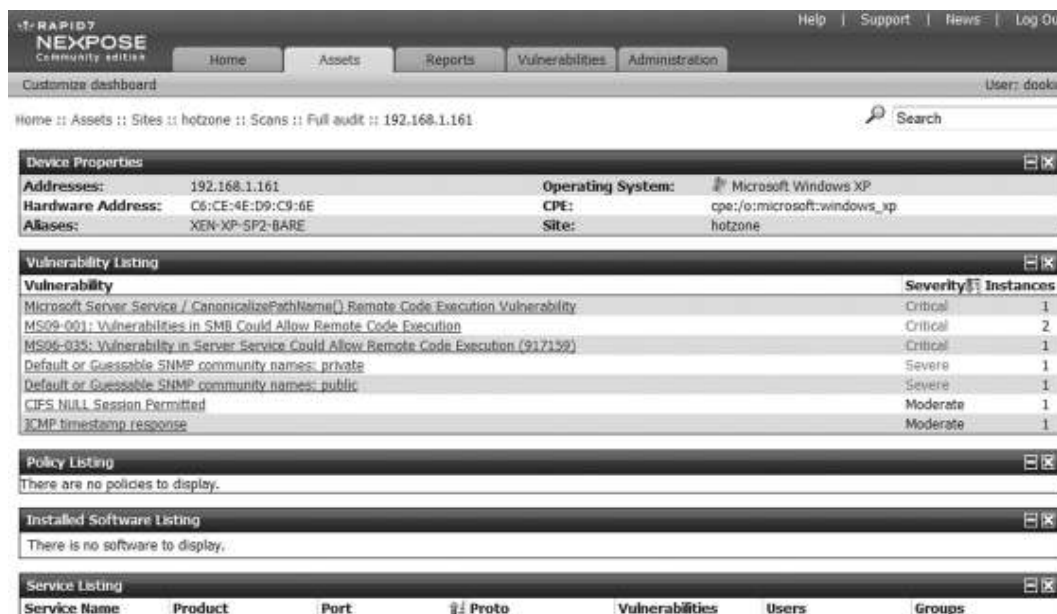 RAPID7
NEXPOSE
Community edition
Help | Support | News | Log Ou
Home Assets Reports Vulnerabilities Administration
Customize dashboard User: dooku
Home :: Assets :: Sites :: hotzone :: Scans :: Full audit :: 192.168.1.161 Search
Device Properties
Addresses: 192.168.1.161 Operating System: Microsoft Windows XP
Hardware Address: C6:CE:4E:D9:C9:6E CPE: cpe:/o:microsoft:windows_xp
Aliases: XEN-XP-SP2-BARE Site: hotzone
Vulnerability Listing
Vulnerability Severity Instances
Microsoft Server Service / CanonicalizePathName() Remote Code Execution Vulnerability Critical 1
MS09-001: Vulnerabilities in SMB Could Allow Remote Code Execution Critical 2
MS06-035: Vulnerability in Server Service Could Allow Remote Code Execution (917159) Critical 1
Default or Guessable SNMP community names: private Severe 1
Default or Guessable SNMP community names: public Severe 1
CIFS NULL Session Permitted Moderate 1
ICMP timestamp response Moderate 1
Policy Listing
There are no policies to display.
Installed Software Listing
There is no software to display.
Service Listing
Service Name Product Port Proto Vulnerabilities Users Groups